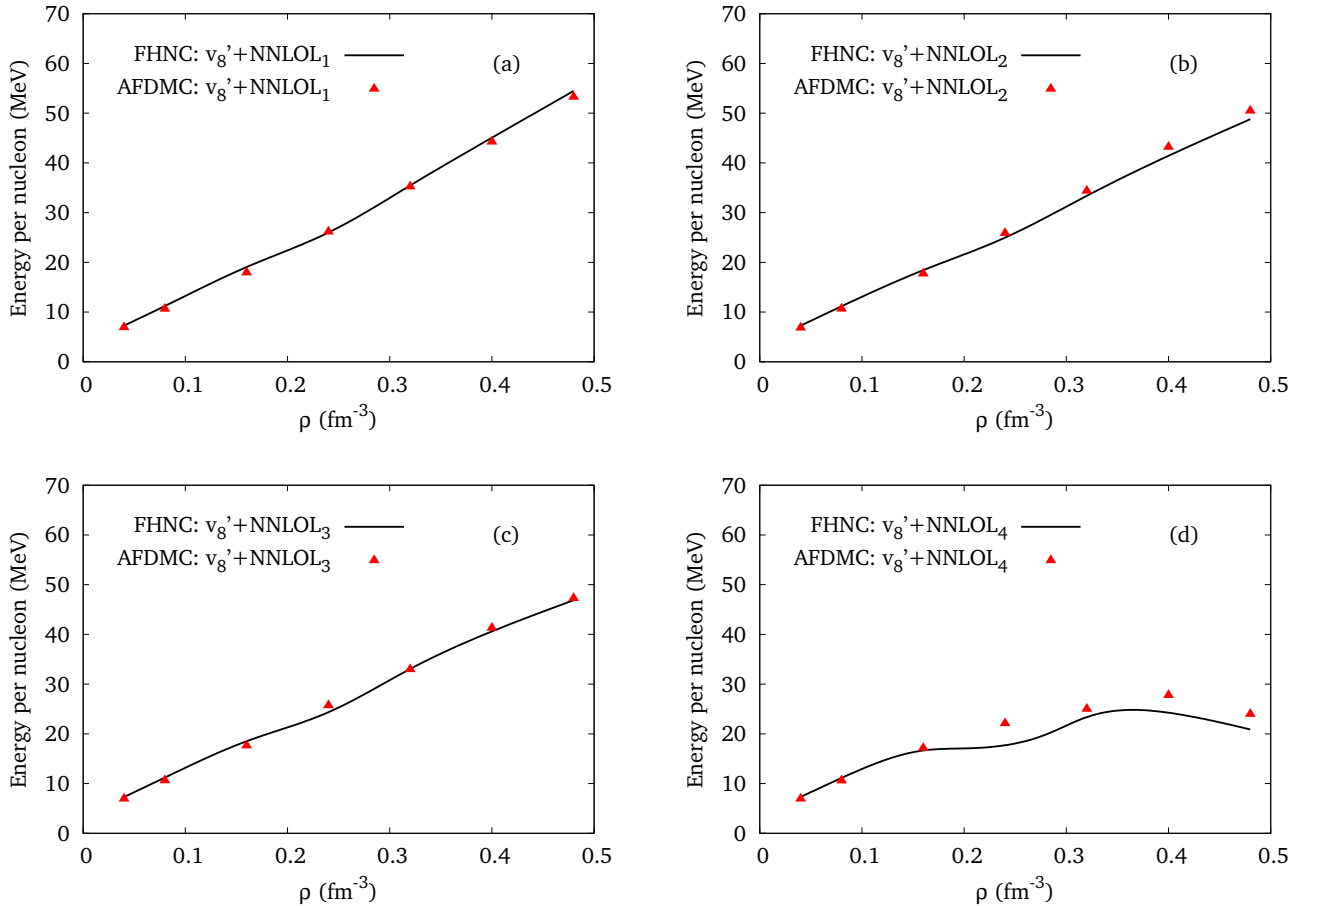 Energy per nucleon (MeV)
70
60
50
40
30
20
10
0
FHNC: v8'+NNLOL1
AFDMC: v8'+NNLOL1
(a)
0 0.1 0.2 0.3 0.4 0.5
ρ (fm-3)
Energy per nucleon (MeV)
70
60
50
40
30
20
10
0
FHNC: v8'+NNLOL2
AFDMC: v8'+NNLOL2
(b)
0 0.1 0.2 0.3 0.4 0.5
ρ (fm-3)
Energy per nucleon (MeV)
70
60
50
40
30
20
10
0
FHNC: v8'+NNLOL3
AFDMC: v8'+NNLOL3
(c)
0 0.1 0.2 0.3 0.4 0.5
ρ (fm-3)
Energy per nucleon (MeV)
70
60
50
40
30
20
10
0
FHNC: v8'+NNLOL4
AFDMC: v8'+NNLOL4
(d)
0 0.1 0.2 0.3 0.4 0.5
ρ (fm-3)